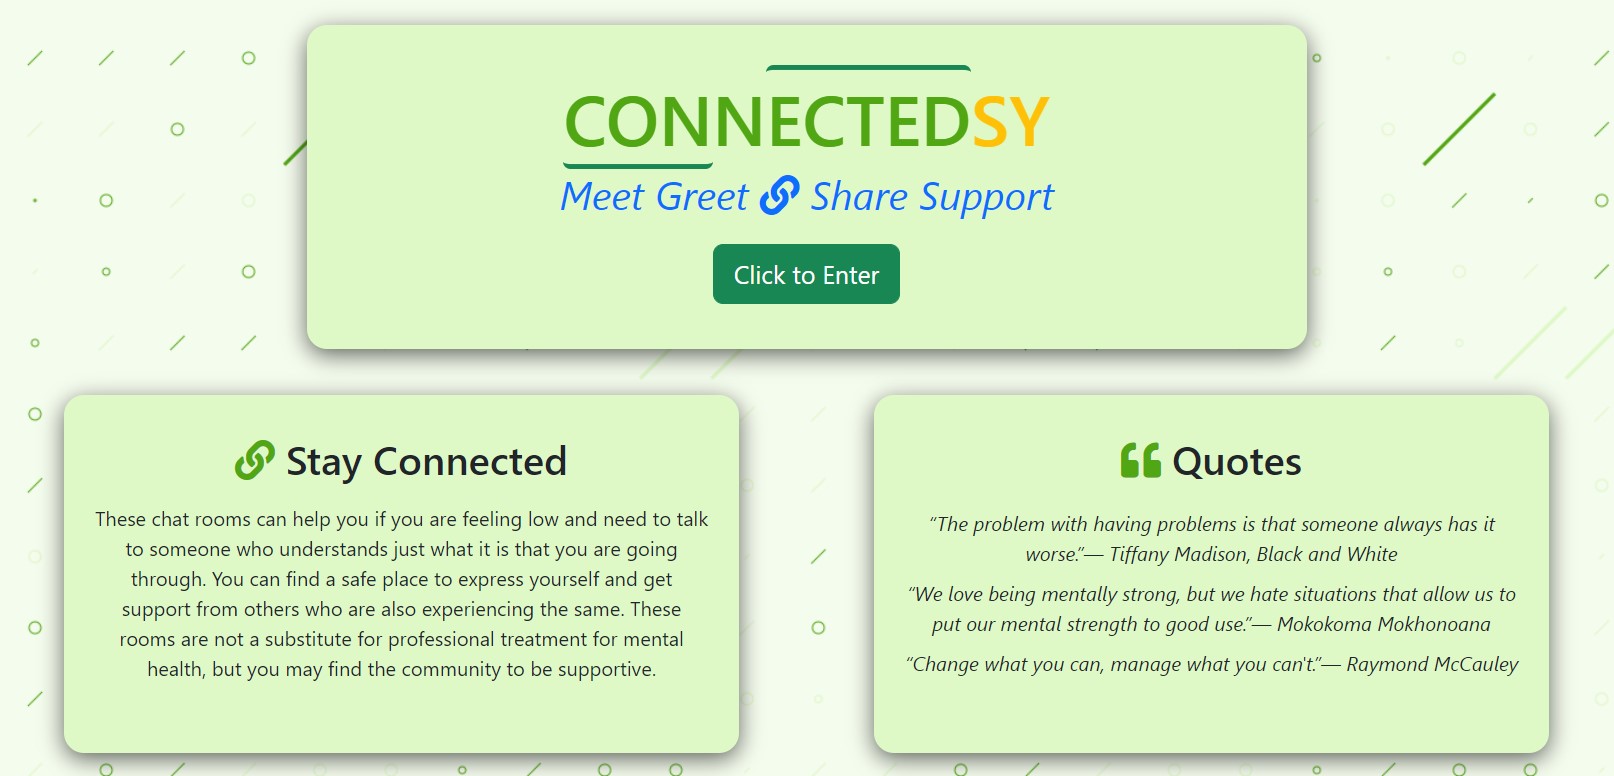 CONNECTEDSY
Meet Greet Share Support
Click to Enter
Stay Connected
These chat rooms can help you if you are feeling low and need to talk
to someone who understands just what it is that you are going
through. You can find a safe place to express yourself and get
support from others who are also experiencing the same. These
rooms are not a substitute for professional treatment for mental
health, but you may find the community to be supportive.
Quotes
“The problem with having problems is that someone always has it
worse.”— Tiffany Madison, Black and White
“We love being mentally strong, but we hate situations that allow us to
put our mental strength to good use.”― Mokokoma Mokhonoana
“Change what you can, manage what you can't.”― Raymond McCauley